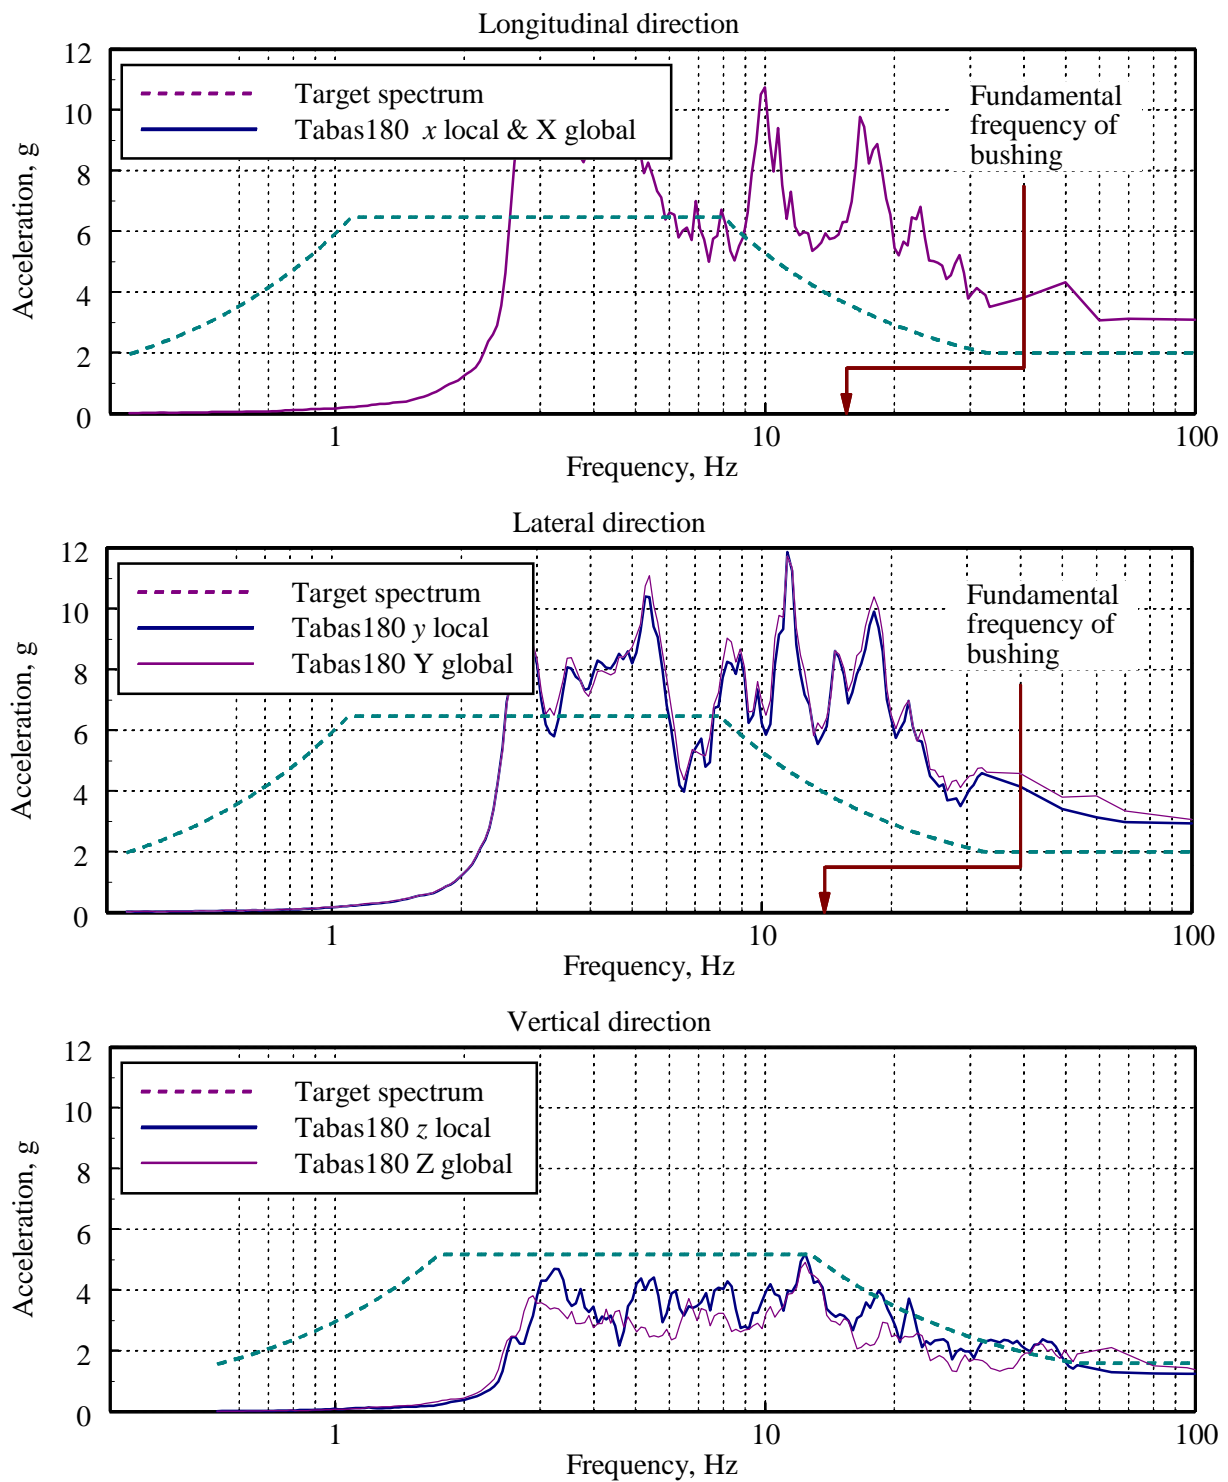 Longitudinal direction
12
10
8
6
4
2
0
Acceleration, g
Target spectrum
Tabas180 x local & X global
Fundamental
frequency of
bushing
1
10
100
Frequency, Hz
Lateral direction
12
10
8
6
4
2
0
Acceleration, g
Target spectrum
Tabas180 y local
Tabas180 Y global
Fundamental
frequency of
bushing
1
10
100
Frequency, Hz
Vertical direction
12
10
8
6
4
2
0
Acceleration, g
Target spectrum
Tabas180 z local
Tabas180 Z global
1
10
100
Frequency, Hz